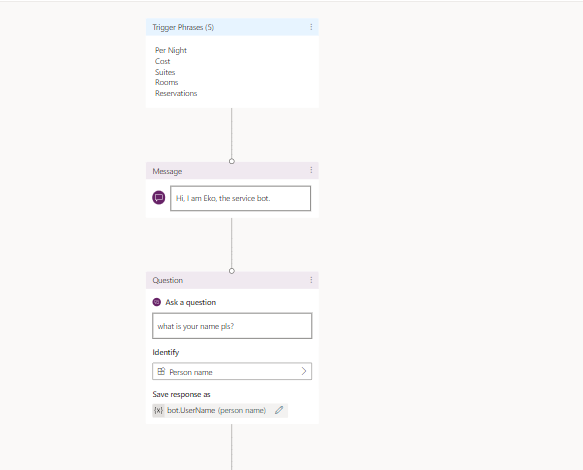 Trigger Phrases (5)
Per Night
Cost
Suites
Rooms
Reservations
Message
Hi, I am Eko, the service bot.
Question
Ask a question
what is your name pls?
Identify
Person name
Save response as
{x} bot.UserName (person name)